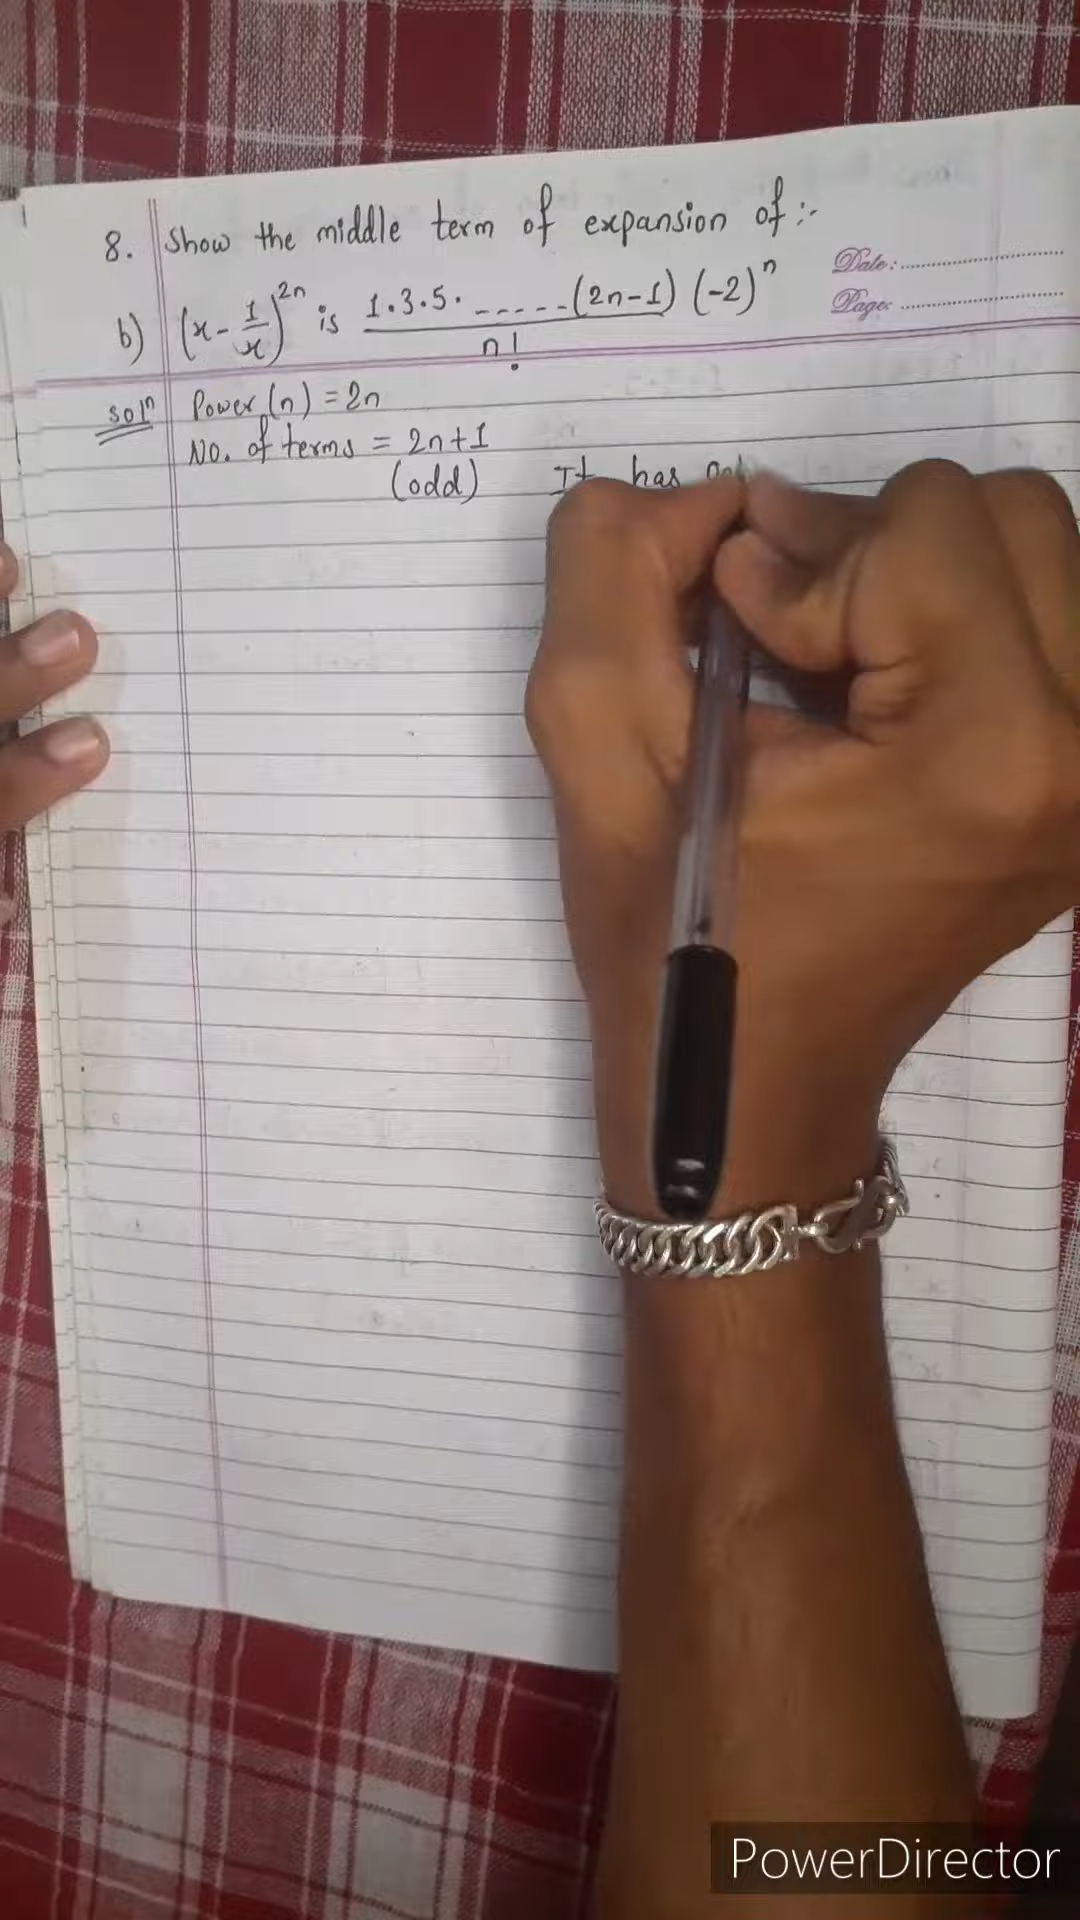 8. Show the middle term of expansion of :-
b) (x - 1/x)^2n is 1.3.5. ------(2n-1) (-2)^n / n!
Date:
Page:
solⁿ Power (n) = 2n
No. of terms = 2n+1
(odd) It has
PowerDirector